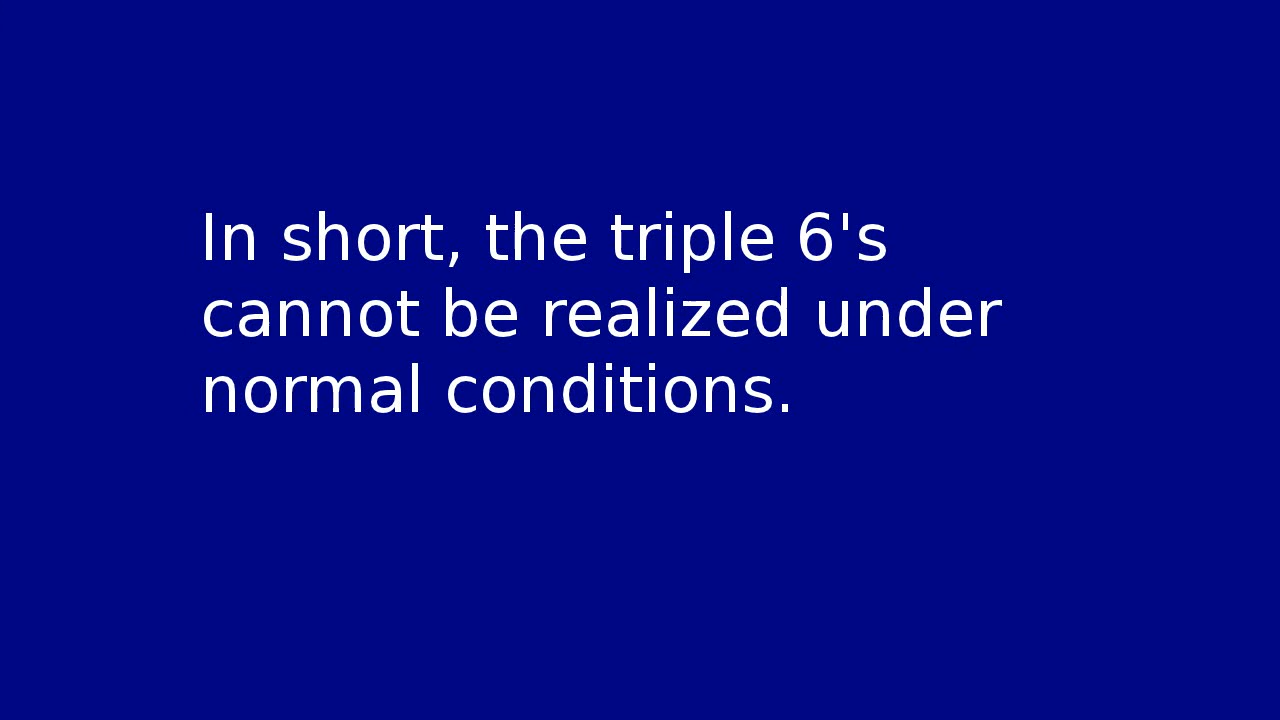 In short, the triple 6's
cannot be realized under
normal conditions.